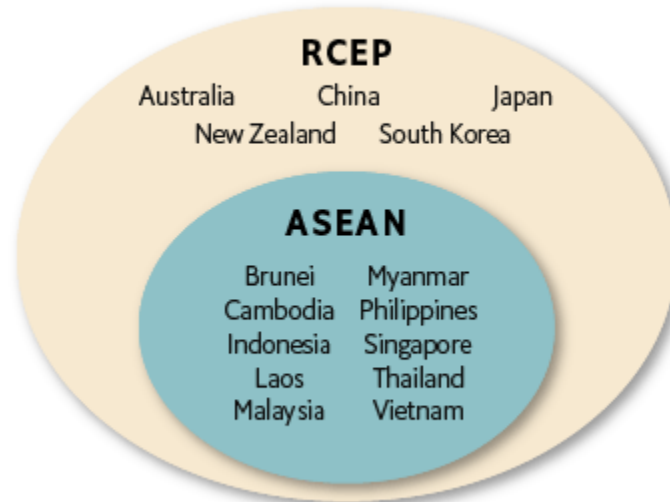 RCEP
Australia China Japan
New Zealand South Korea
ASEAN
Brunei Myanmar
Cambodia Philippines
Indonesia Singapore
Laos Thailand
Malaysia Vietnam